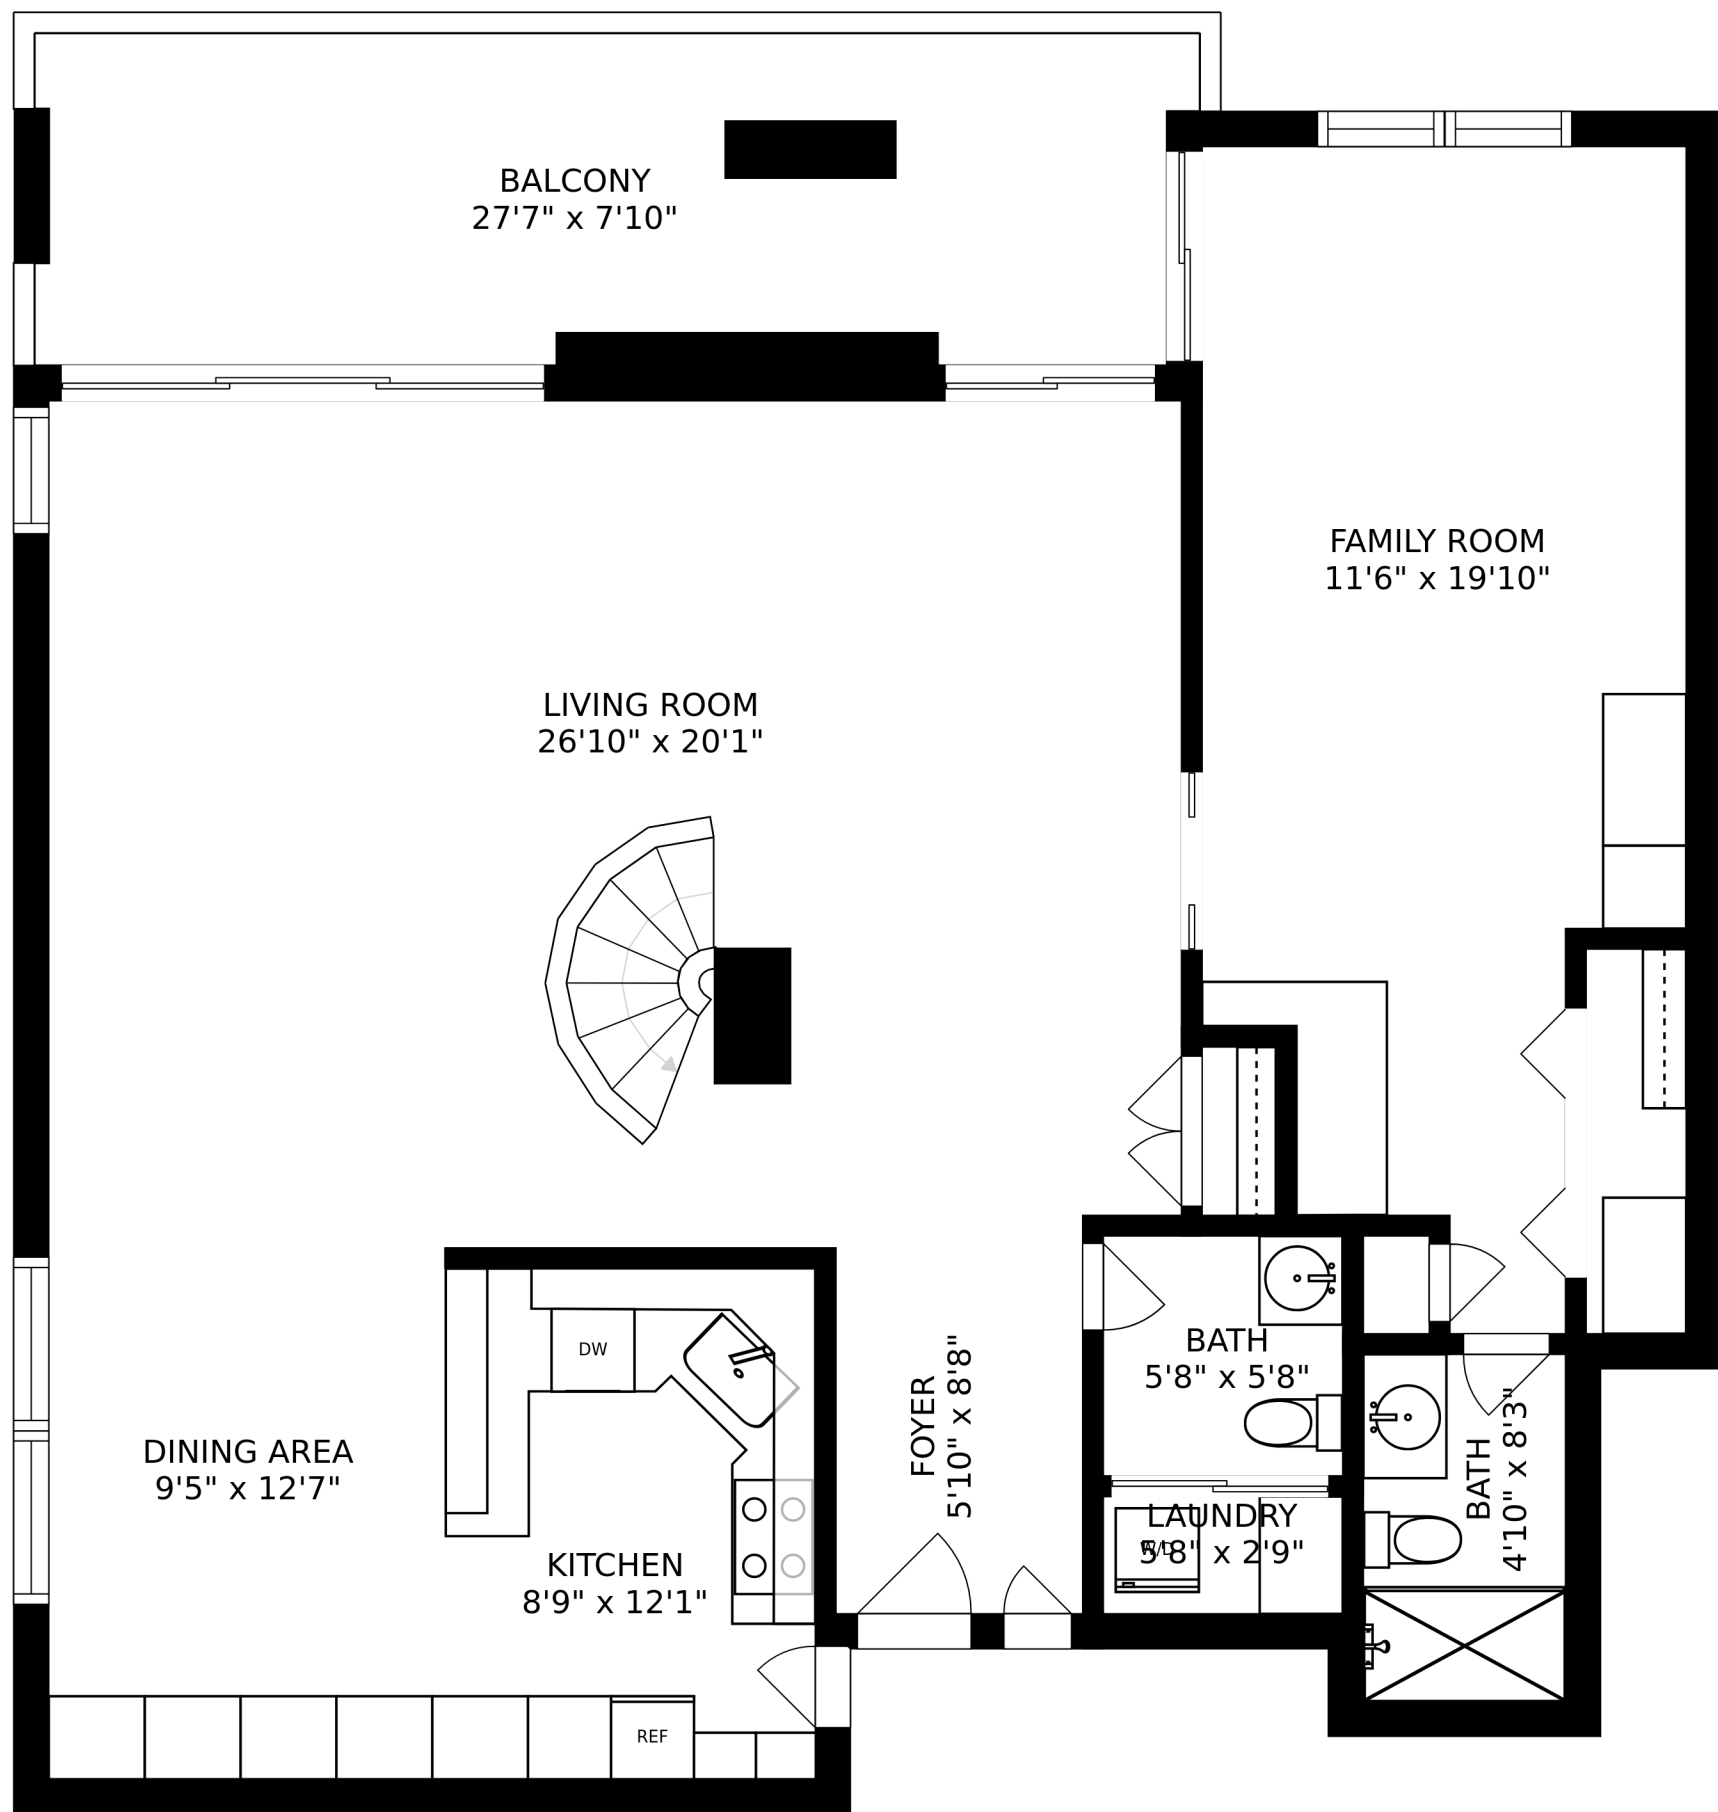 BALCONY
27'7" x 7'10"
FAMILY ROOM
11'6" x 19'10"
LIVING ROOM
26'10" x 20'1"
DW
BATH
5'8" x 5'8"
FOYER
5'10" x 8'8"
DINING AREA
9'5" x 12'7"
BATH
4'10" x 8'3"
LAUNDRY
5'8" x 2'9"
W/D
KITCHEN
8'9" x 12'1"
REF